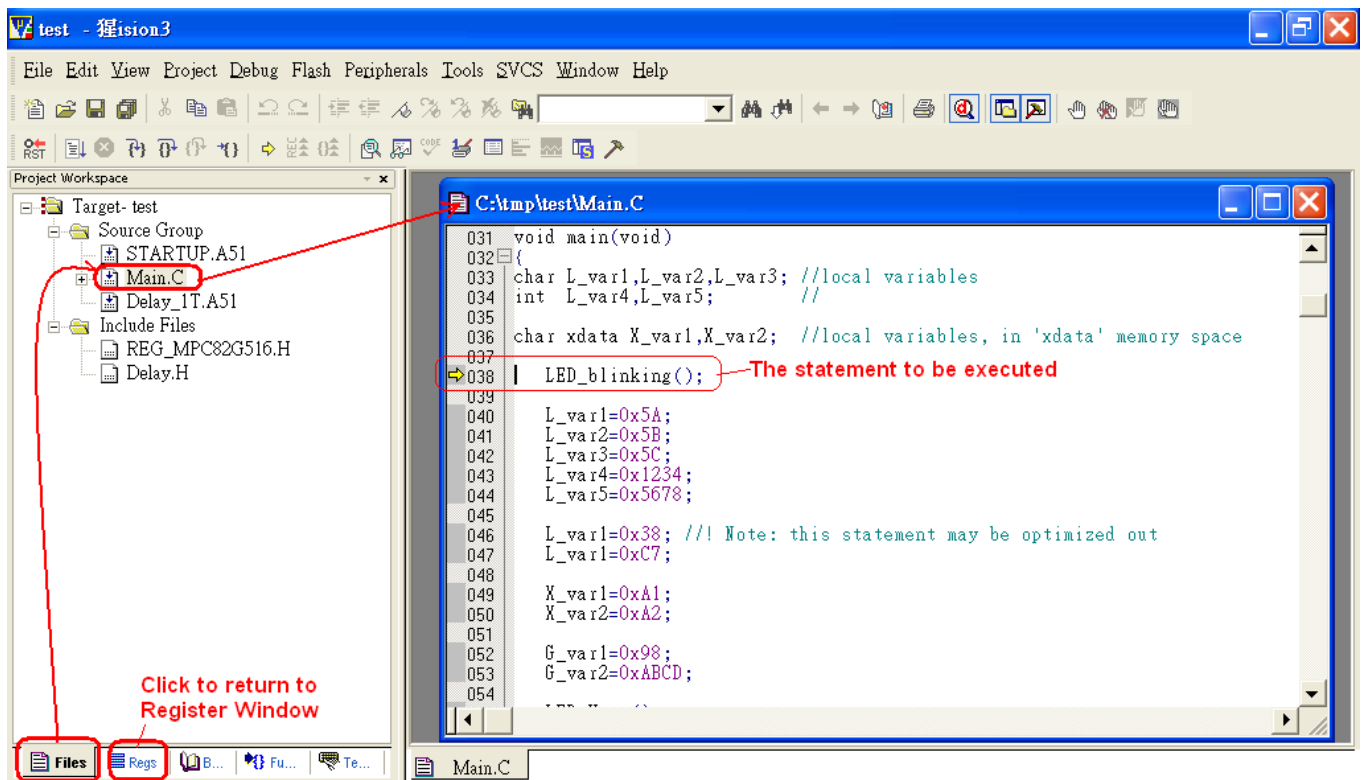 test - 猩ision3
File Edit View Project Debug Flash Peripherals Tools SVCS Window Help
RST
CODE
Project Workspace
Target- test
Source Group
STARTUP.A51
Main.C
Delay_1T.A51
Include Files
REG_MPC82G516.H
Delay.H
Click to return to
Register Window
Files Regs B... Fu... Te...
C:\tmp\test\Main.C
031 void main(void)
032 {
033 char L_var1,L_var2,L_var3; //local variables
034 int L_var4,L_var5; //
035
036 char xdata X_var1,X_var2; //local variables, in 'xdata' memory space
037
038 LED_blinking(); The statement to be executed
039
040 L_var1=0x5A;
041 L_var2=0x5B;
042 L_var3=0x5C;
043 L_var4=0x1234;
044 L_var5=0x5678;
045
046 L_var1=0x38; //! Note: this statement may be optimized out
047 L_var1=0xC7;
048
049 X_var1=0xA1;
050 X_var2=0xA2;
051
052 G_var1=0x98;
053 G_var2=0xABCD;
054
Main.C